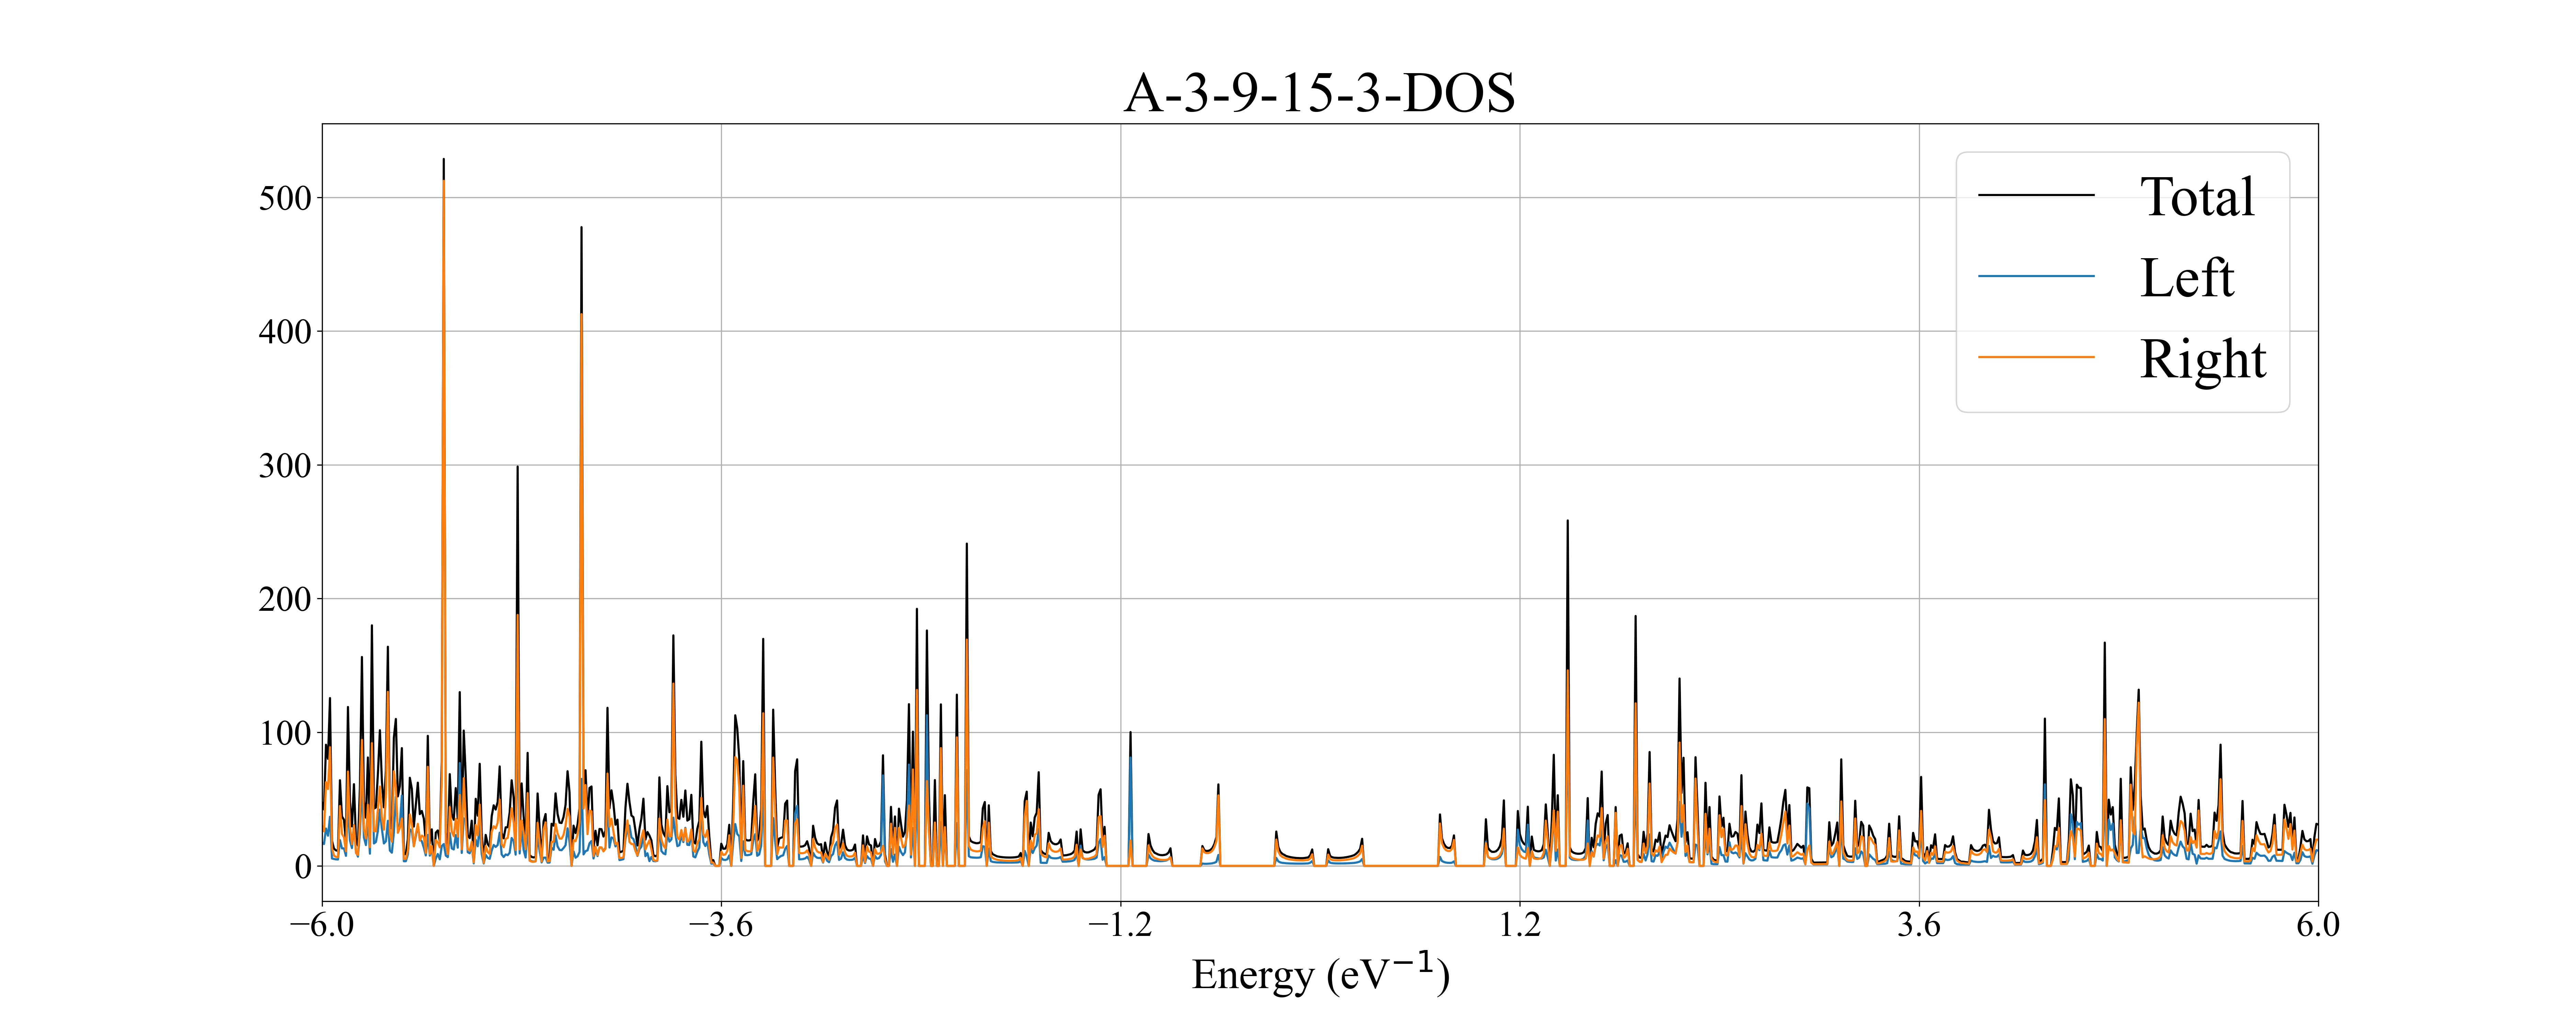 A-3-9-15-3-DOS
500
400
300
200
100
0
Total
Left
Right
−6.0 −3.6 −1.2 1.2 3.6 6.0
Energy (eV⁻¹)